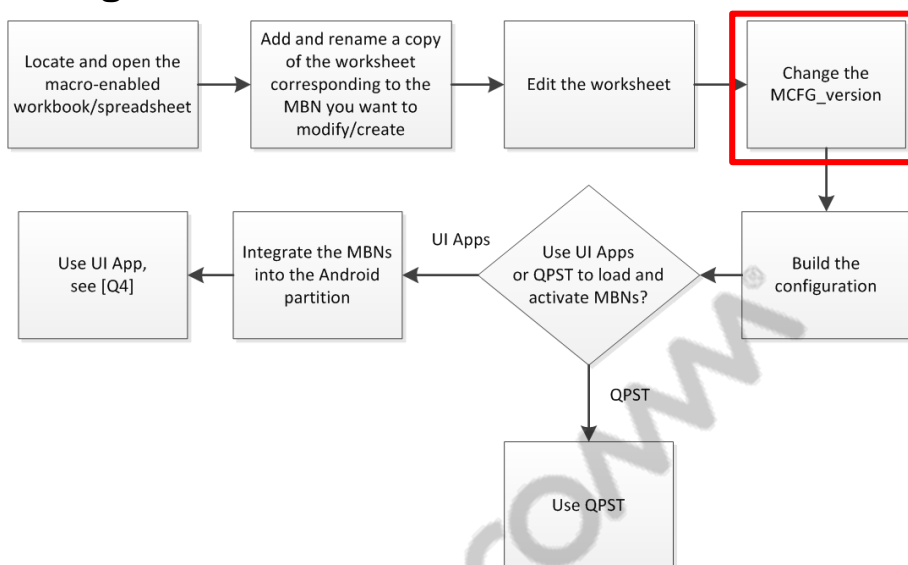 Locate and open the
macro-enabled
workbook/spreadsheet
Add and rename a copy
of the worksheet
corresponding to the
MBN you want to
modify/create
Edit the worksheet
Change the
MCFG_version
Use UI App,
see [Q4]
Integrate the MBNs
into the Android
partition
UI Apps
Use UI Apps
or QPST to load and
activate MBNs?
Build the
configuration
QPST
Use QPST